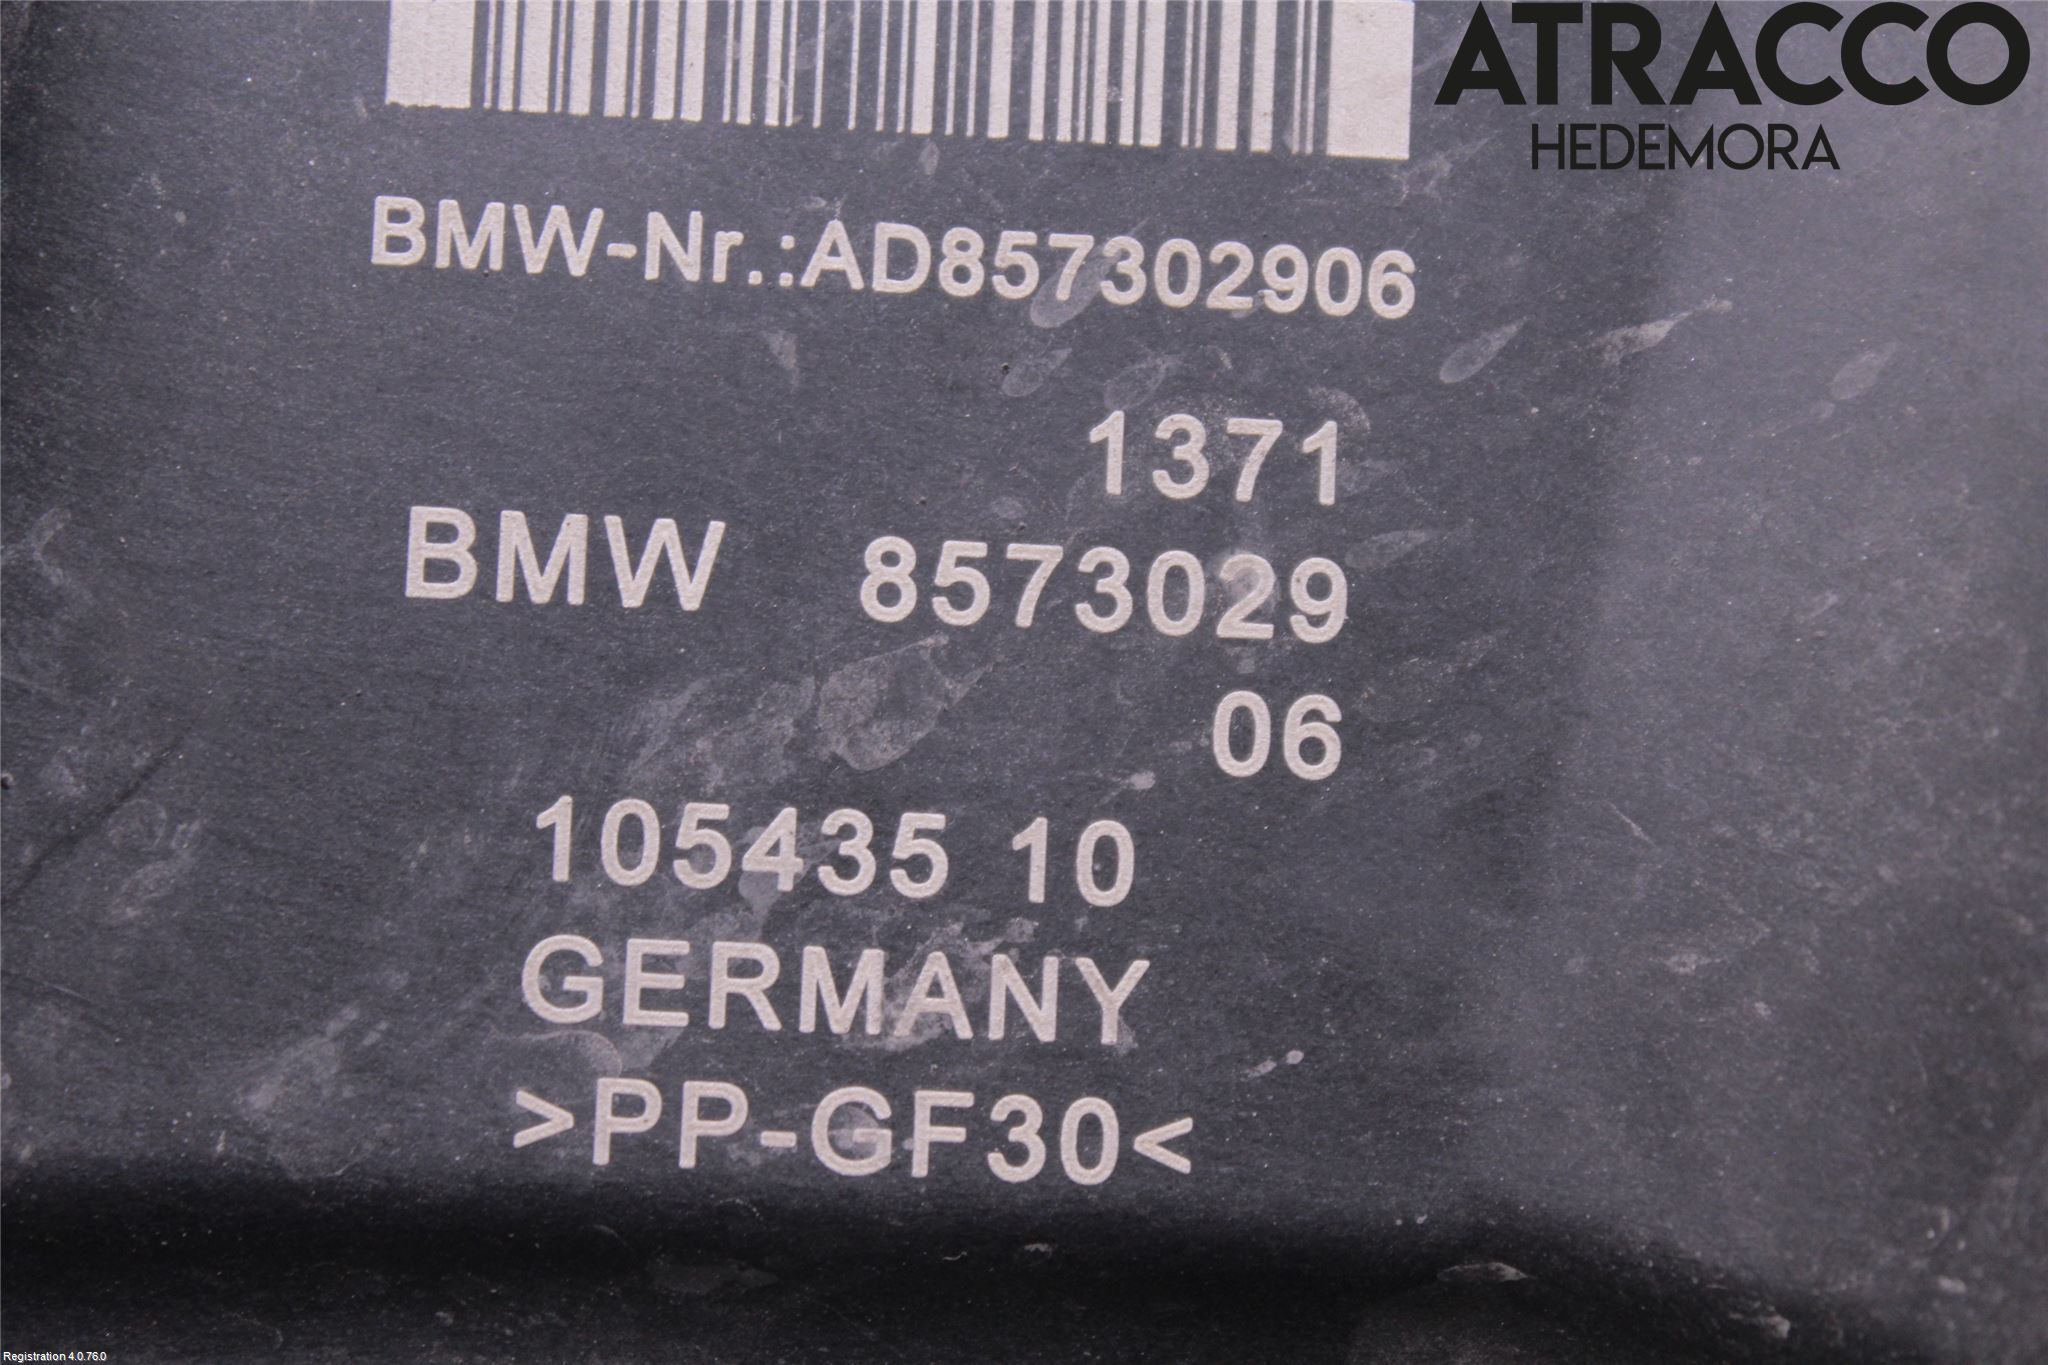 ATRACCO
HEDEMORA
BMW-Nr.:AD857302906
1371
BMW 8573029
06
105435 10
GERMANY
>PP-GF30<
Registration 4.0.76.0